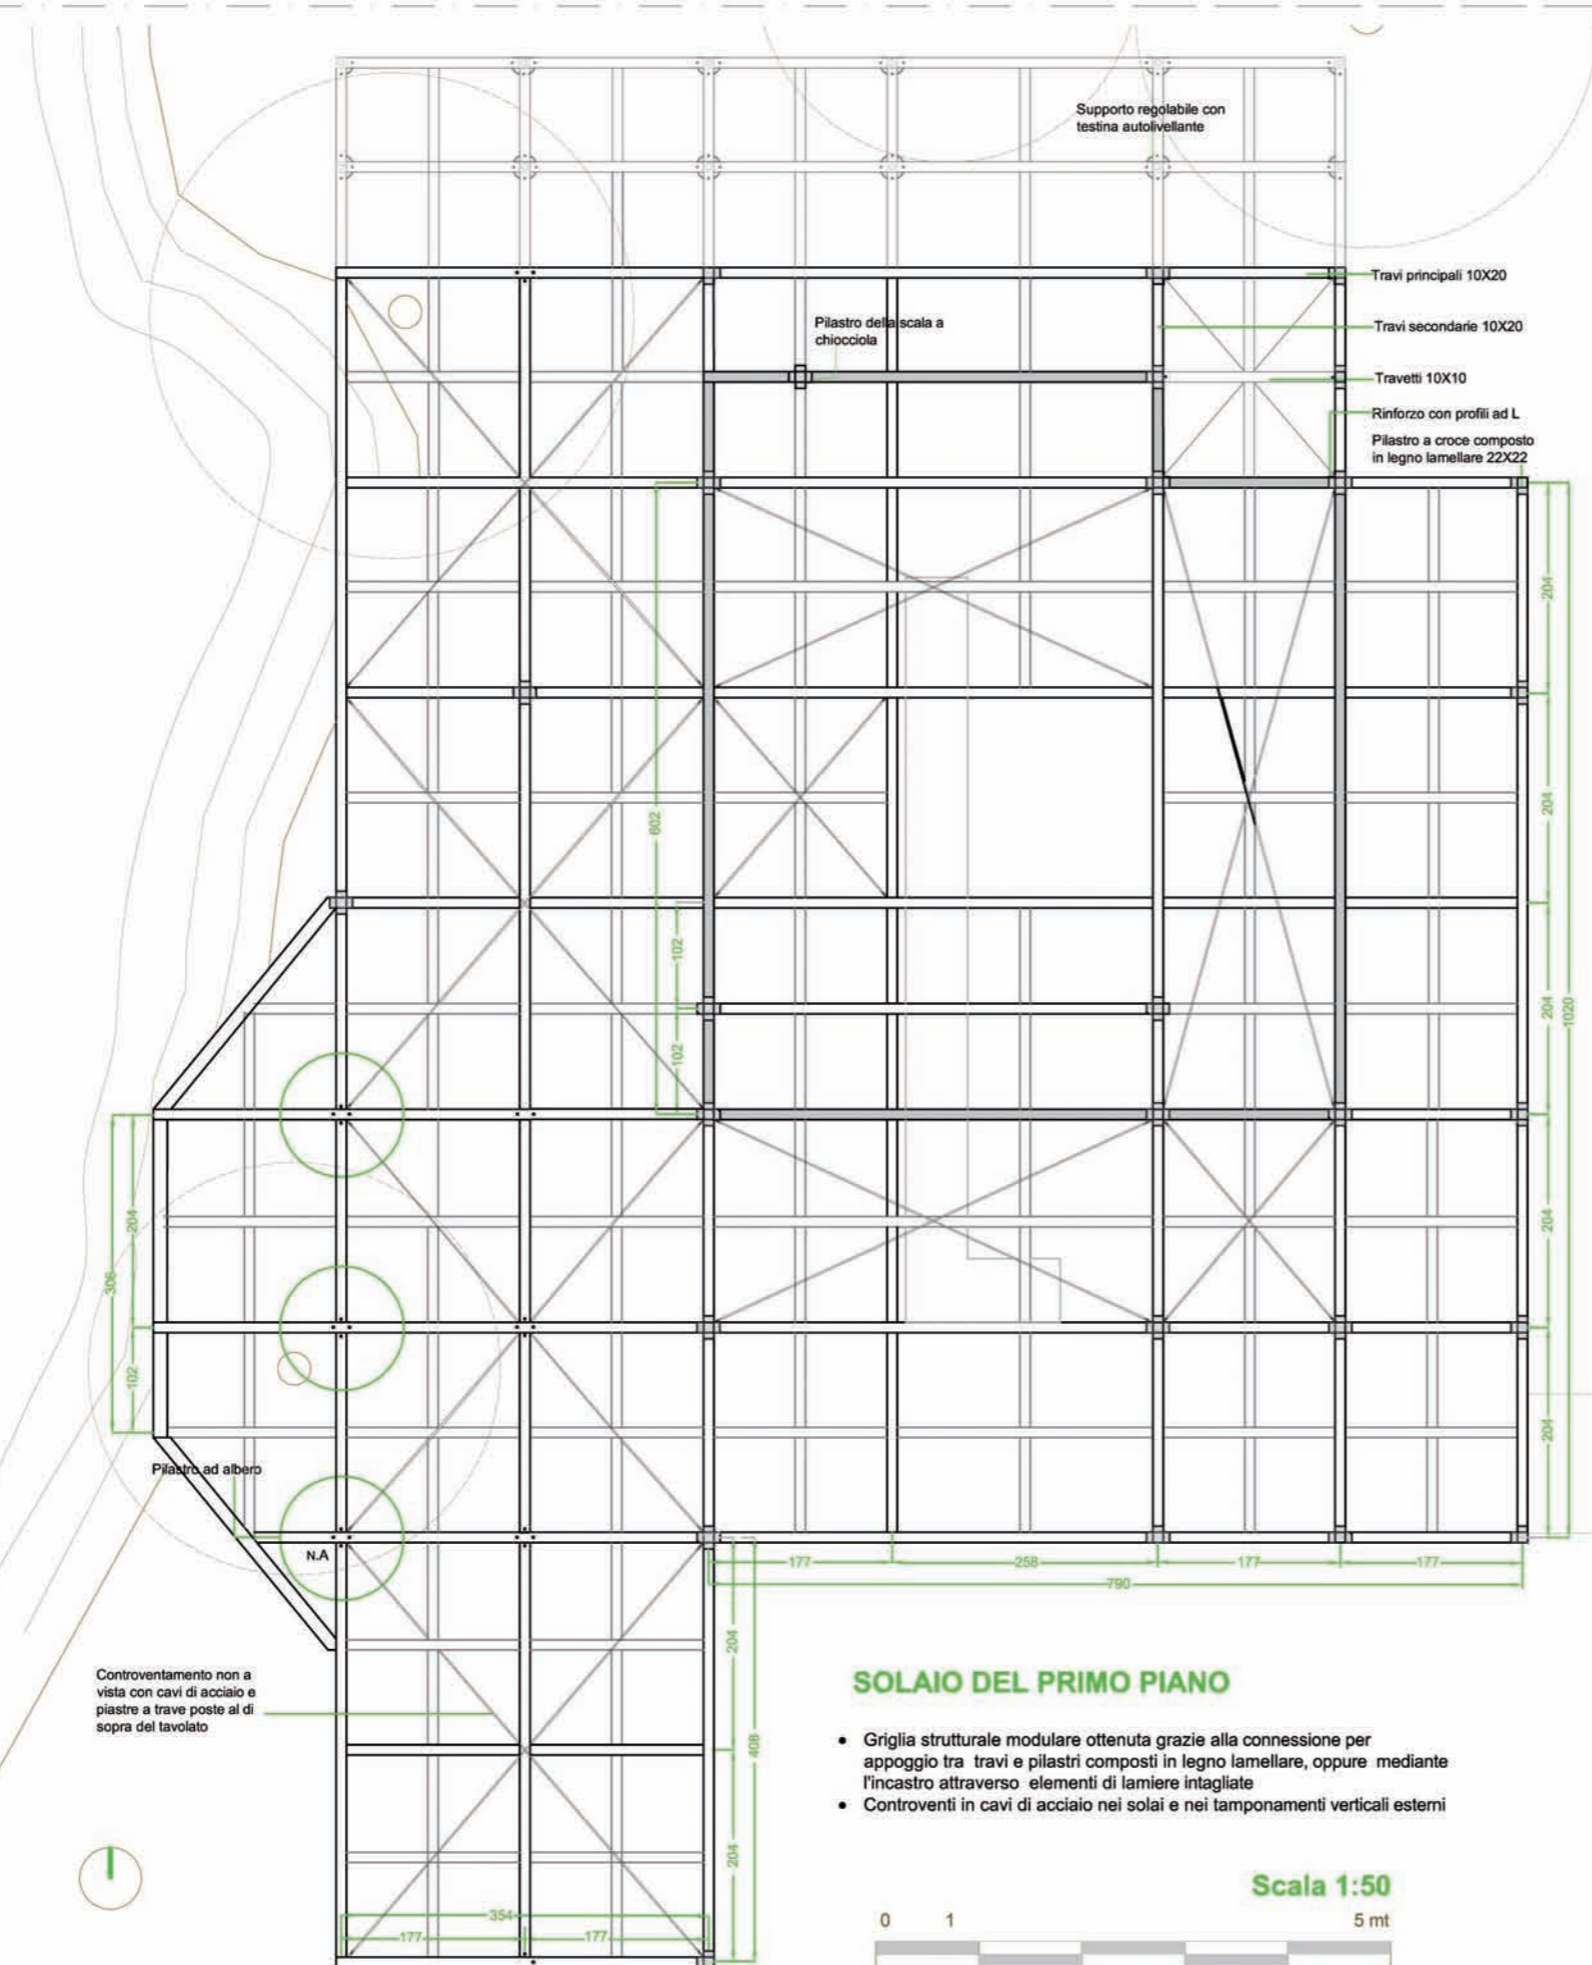 Supporto regolabile con
testina autolivellante
Travi principali 10X20
Pilastro della scala a
chiocciola
Travi secondarie 10X20
Travetti 10X10
Rinforzo con profili ad L
Pilastro a croce composto
in legno lamellare 22X22
204
204
602
102
204
1020
102
204
204
306
102
204
Pilastro ad albero
N.A
177
258
177
177
790
204
408
204
Controventamento non a
vista con cavi di acciaio e
piastre a trave poste al di
sopra del tavolato
SOLAIO DEL PRIMO PIANO
• Griglia strutturale modulare ottenuta grazie alla connessione per
appoggio tra travi e pilastri composti in legno lamellare, oppure mediante
l'incastro attraverso elementi di lamiere intagliate
• Controventi in cavi di acciaio nei solai e nei tamponamenti verticali esterni
354
177
177
Scala 1:50
0 1 5 mt